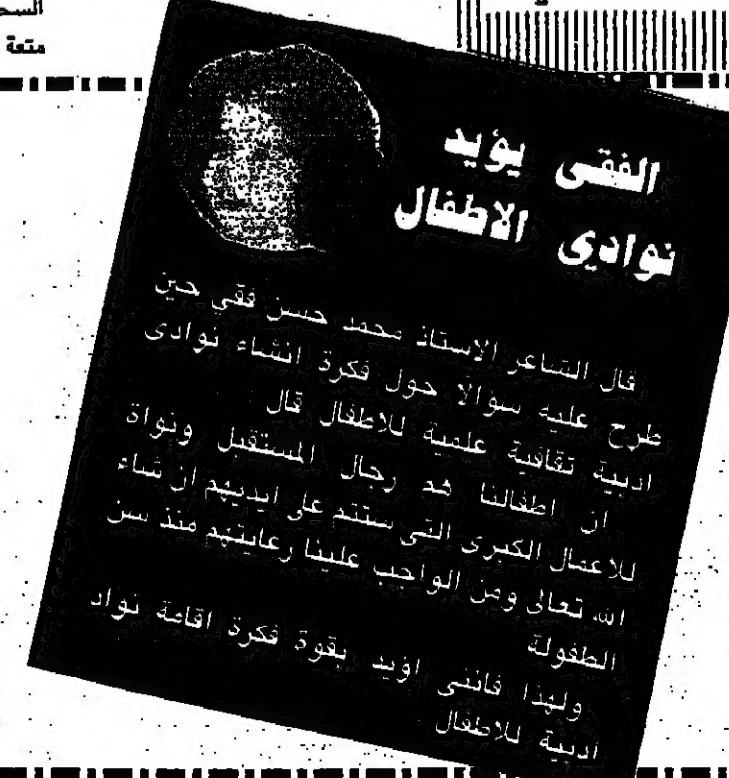 متعة
الفقى يؤيد
نوادى الاطفال
قال الشاعر الاستاذ محمد حسن فقي حين
طرح عليه سؤالا حول فكرة انشاء نوادى
ادبية ثقافية علمية للاطفال قال
ان اطفالنا هم رجال المستقبل ونواة
للاعمال الكبرى التى ستتم على ايديهم ان شاء
الله تعالى ومن الواجب علينا رعايتهم منذ سن
الطفولة
ولهذا فاننى اؤيد بقوة فكرة اقامة نواد
ادبية للاطفال